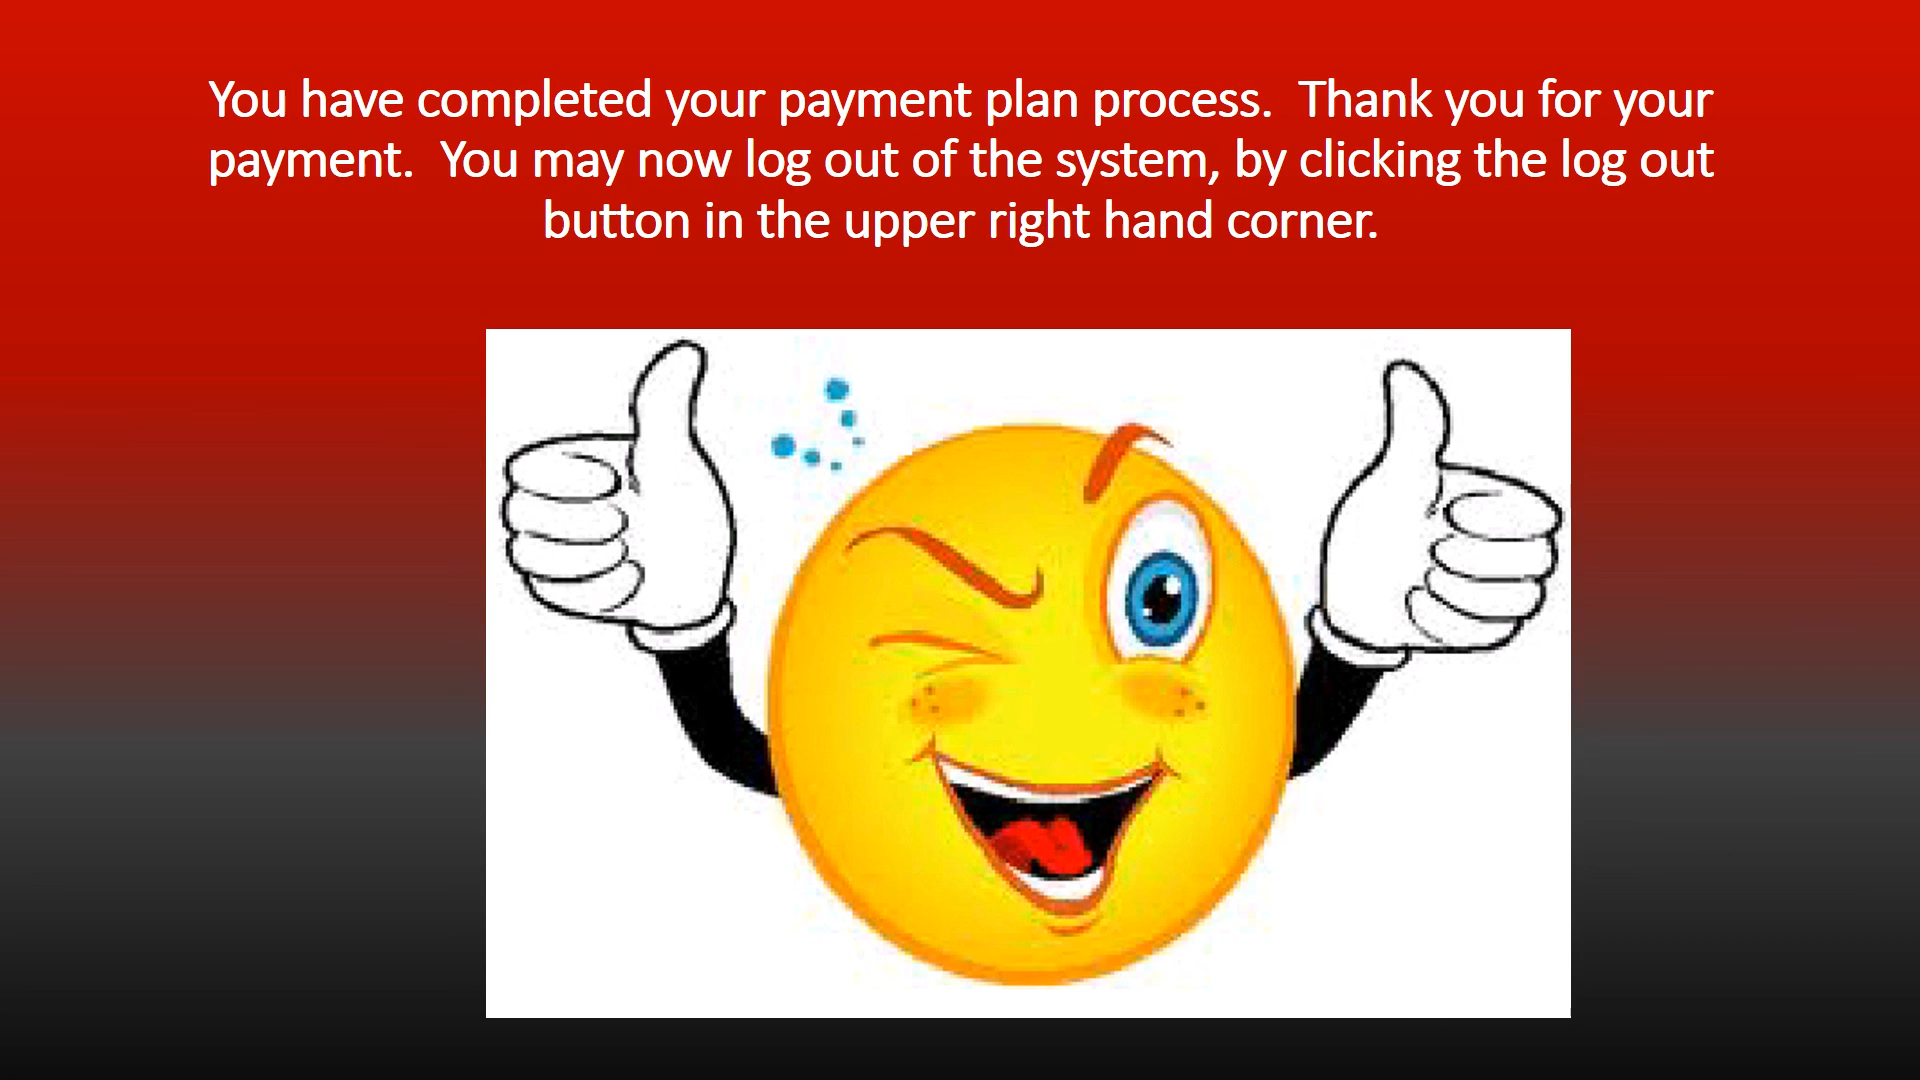 You have completed your payment plan process.  Thank you for your
payment.  You may now log out of the system, by clicking the log out
button in the upper right hand corner.